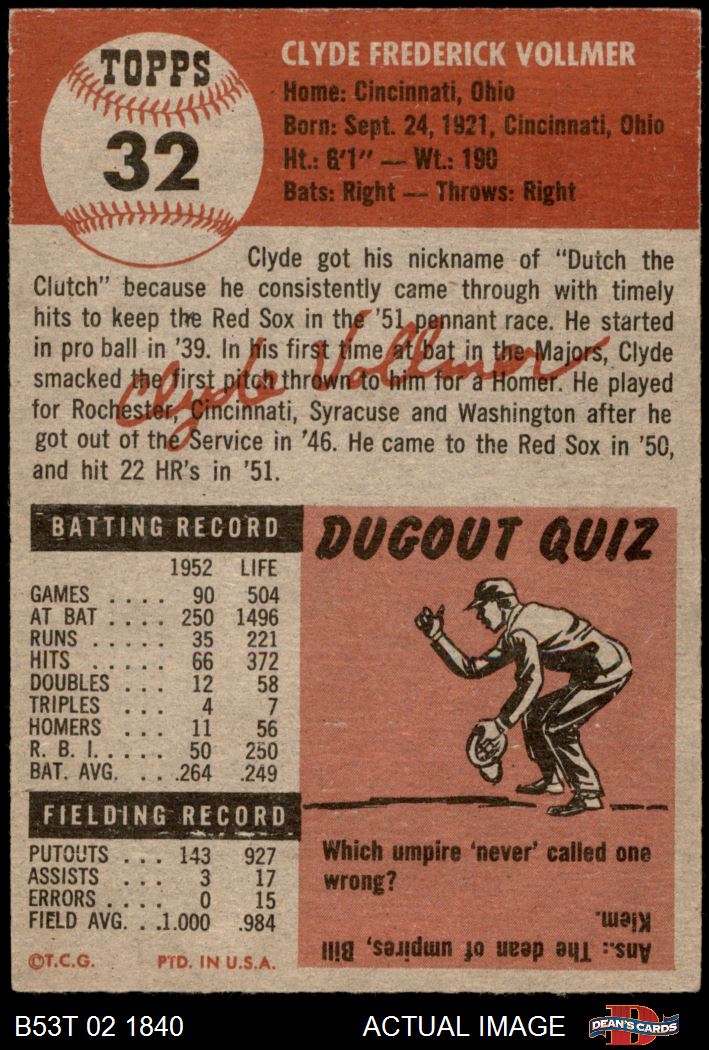 TOPPS
32
CLYDE FREDERICK VOLLMER
Home: Cincinnati, Ohio
Born: Sept. 24, 1921, Cincinnati, Ohio
Ht.: 6'1" — Wt.: 190
Bats: Right — Throws: Right
Clyde got his nickname of "Dutch the
Clutch" because he consistently came through with timely
hits to keep the Red Sox in the '51 pennant race. He started
in pro ball in '39. In his first time at bat in the Majors, Clyde
smacked the first pitch thrown to him for a Homer. He played
for Rochester, Cincinnati, Syracuse and Washington after he
got out of the Service in '46. He came to the Red Sox in '50,
and hit 22 HR's in '51.
Clyde Vollmer
BATTING RECORD
1952 LIFE
GAMES .... 90 504
AT BAT .... 250 1496
RUNS .... 35 221
HITS ..... 66 372
DOUBLES ... 12 58
TRIPLES ... 4 7
HOMERS ... 11 56
R. B. I. .... 50 250
BAT. AVG. ... .264 .249
FIELDING RECORD
PUTOUTS ... 143 927
ASSISTS ... 3 17
ERRORS .... 0 15
FIELD AVG. ..1.000 .984
©T.C.G. PTD. IN U.S.A.
DUGOUT QUIZ
Which umpire 'never' called one
wrong?
Ans.: The dean of umpires, Bill
Klem.
B53T 02 1840 ACTUAL IMAGE
D
DEAN'S CARDS